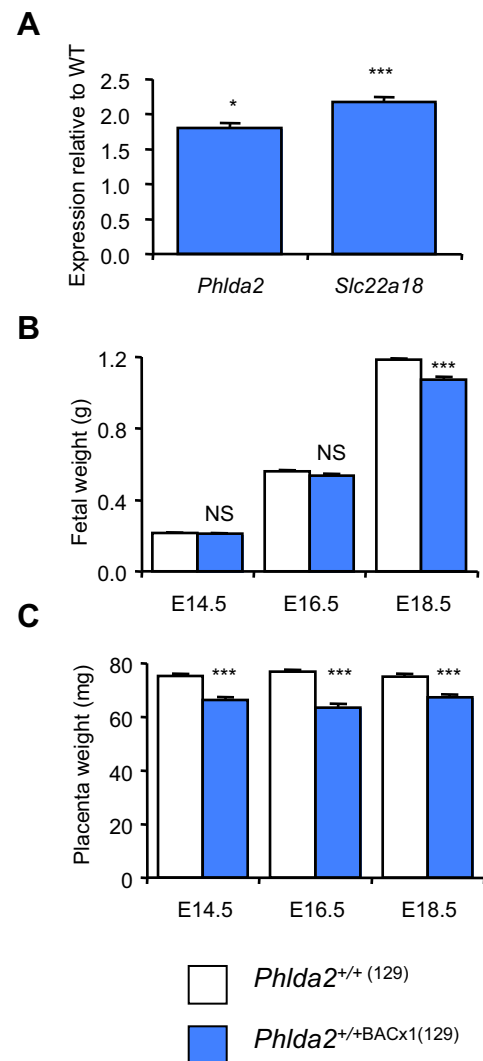 A
Expression relative to WT
2.5
2.0
1.5
1.0
0.5
0.0
*
***
Phlda2
Slc22a18
B
Fetal weight (g)
1.2
0.8
0.4
0.0
NS
NS
***
E14.5
E16.5
E18.5
C
Placenta weight (mg)
80
60
40
20
0
***
***
***
E14.5
E16.5
E18.5
Phlda2+/+ (129)
Phlda2+/+BACx1(129)